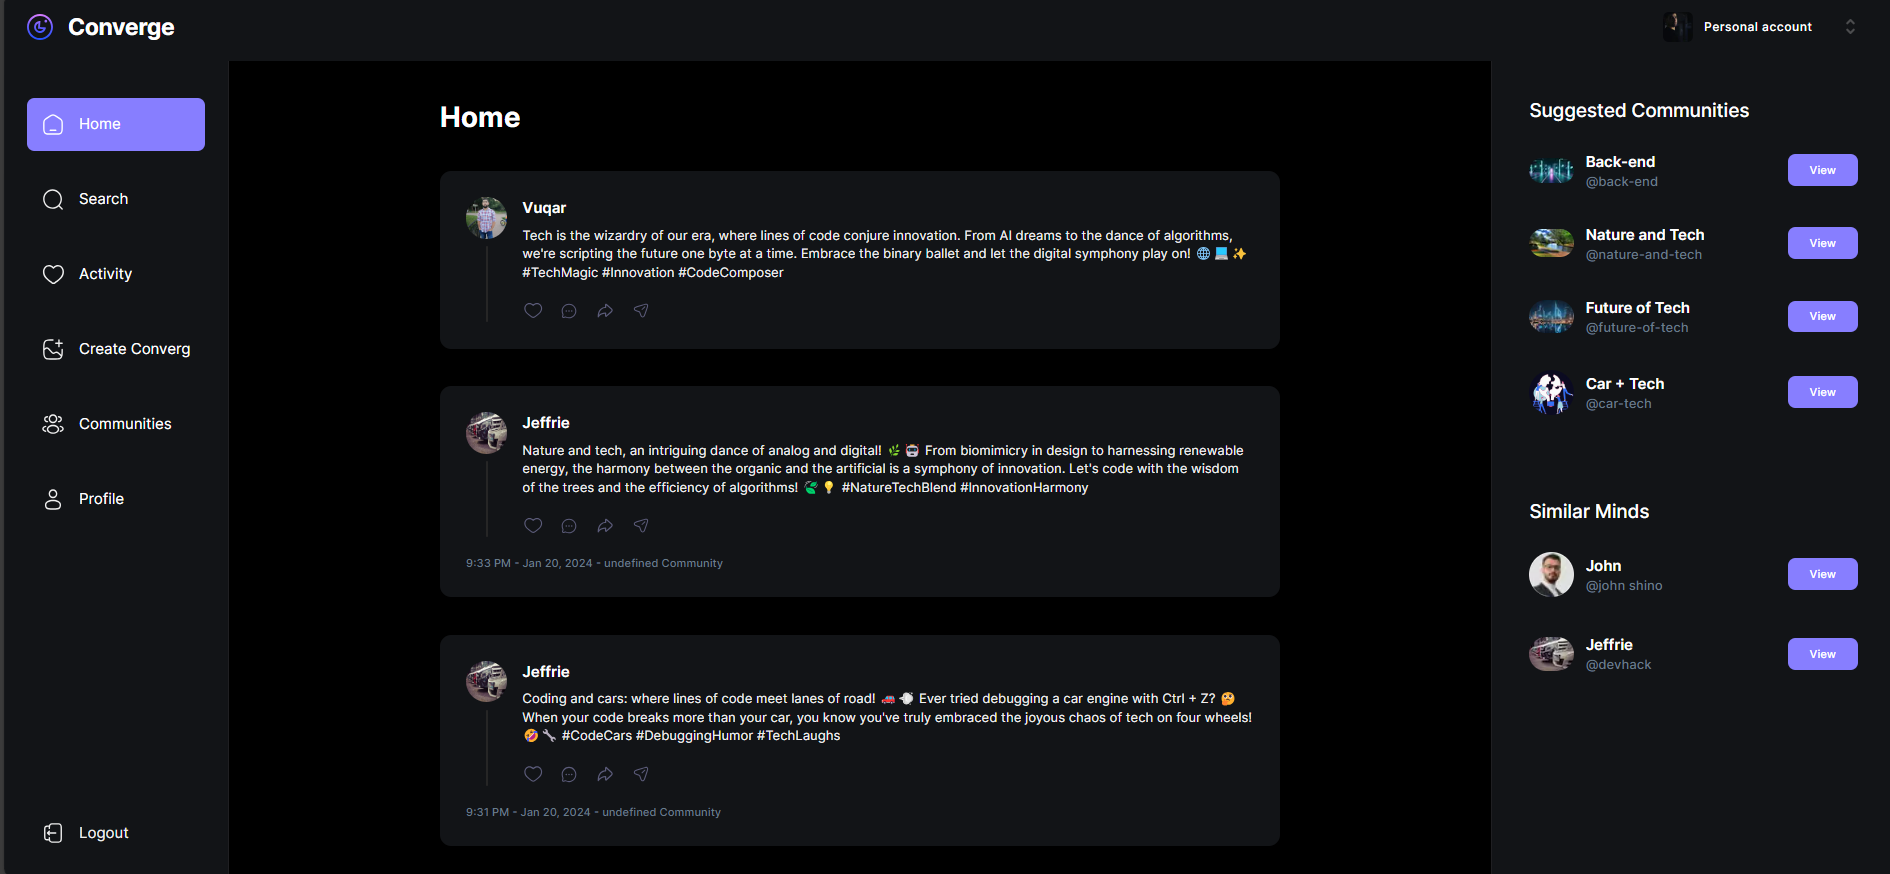 Converge
Personal account
Home
Search
Activity
Create Converg
Communities
Profile
Logout
Home
Vuqar
Tech is the wizardry of our era, where lines of code conjure innovation. From AI dreams to the dance of algorithms,
we're scripting the future one byte at a time. Embrace the binary ballet and let the digital symphony play on! 🌐 💻 ✨
#TechMagic #Innovation #CodeComposer
Jeffrie
Nature and tech, an intriguing dance of analog and digital! 🌿 🤖 From biomimicry in design to harnessing renewable
energy, the harmony between the organic and the artificial is a symphony of innovation. Let's code with the wisdom
of the trees and the efficiency of algorithms! 🍃 💡 #NatureTechBlend #InnovationHarmony
9:33 PM - Jan 20, 2024 - undefined Community
Jeffrie
Coding and cars: where lines of code meet lanes of road! 🚗 💨 Ever tried debugging a car engine with Ctrl + Z? 🤔
When your code breaks more than your car, you know you've truly embraced the joyous chaos of tech on four wheels!
🤣 🔧 #CodeCars #DebuggingHumor #TechLaughs
9:31 PM - Jan 20, 2024 - undefined Community
Suggested Communities
Back-end
@back-end
View
Nature and Tech
@nature-and-tech
View
Future of Tech
@future-of-tech
View
Car + Tech
@car-tech
View
Similar Minds
John
@john shino
View
Jeffrie
@devhack
View